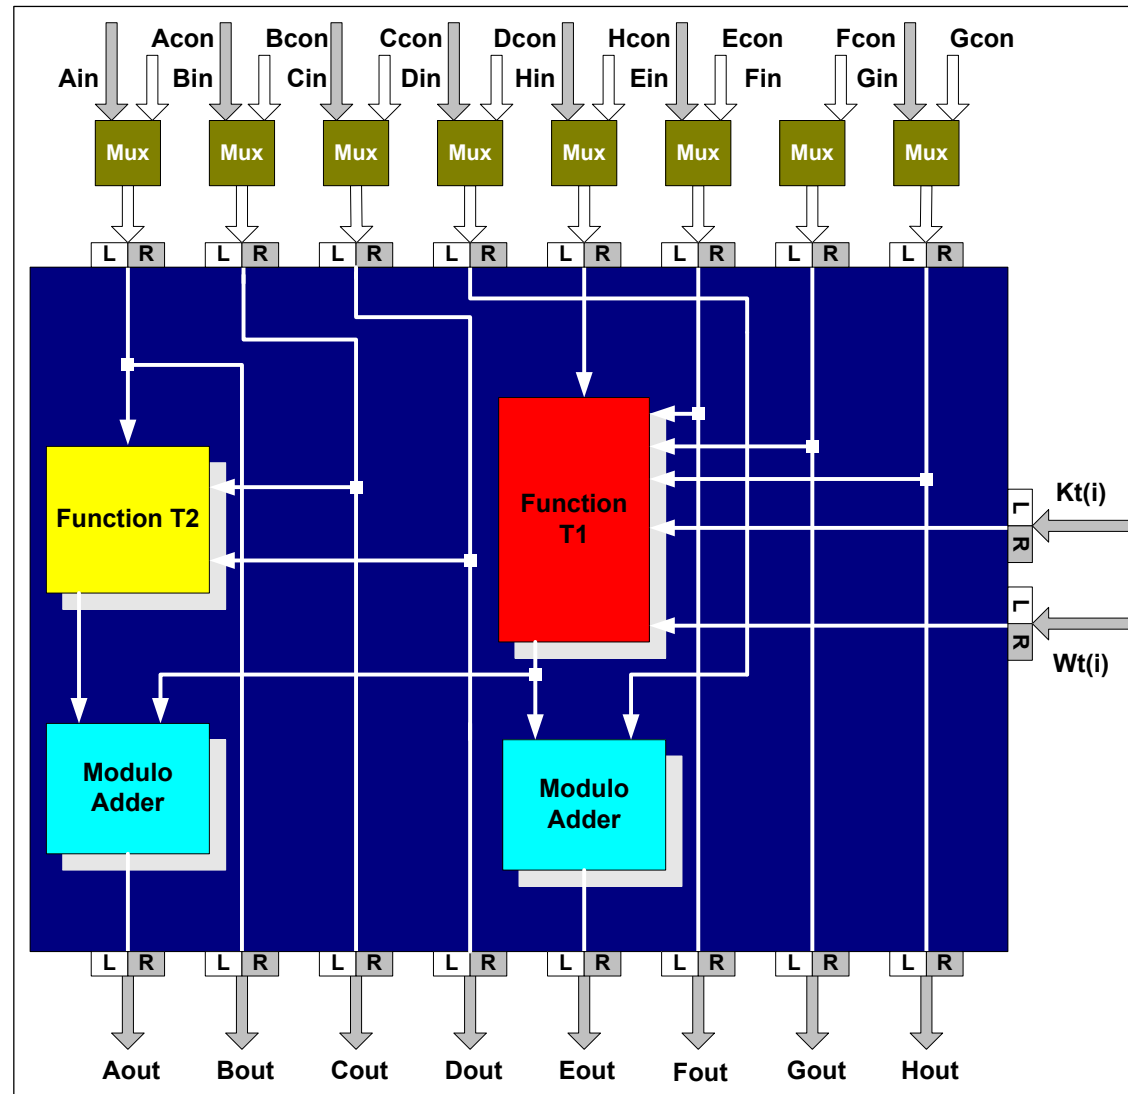 Acon Bcon Ccon Dcon Hcon Econ Fcon Gcon
Ain Bin Cin Din Hin Ein Fin Gin
Mux Mux Mux Mux Mux Mux Mux Mux
L R L R L R L R L R L R L R L R
Function T2
Function
T1
L
R
Kt(i)
L
R
Wt(i)
Modulo
Adder
Modulo
Adder
L R L R L R L R L R L R L R L R
Aout Bout Cout Dout Eout Fout Gout Hout